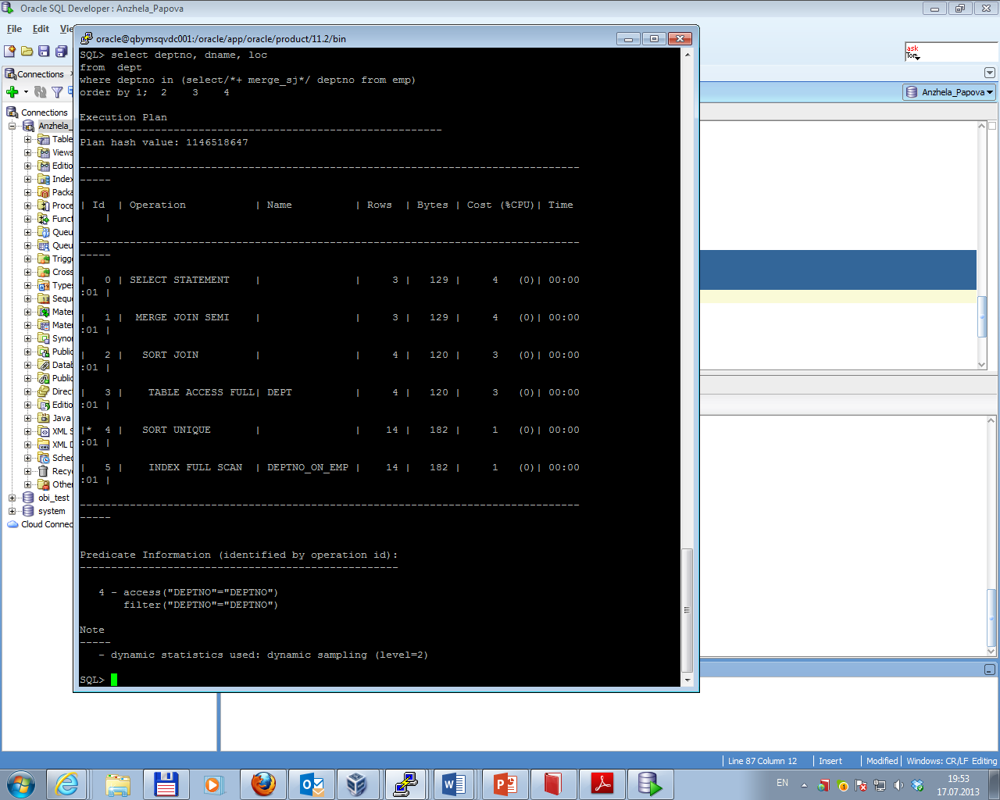 Oracle SQL Developer : Anzhela_Papova
File Edit Vie
oracle@qbymsqvdc001:/oracle/app/oracle/product/11.2/bin
ask
Tom
Connections
Anzhela_Papova
Connections
Anzhela_
Table
Views
Editio
Index
Packa
Proce
Funct
Queu
Queu
Trigge
Cross
Types
Seque
Mater
Mater
Synon
Public
Datab
Public
Direct
Editio
Java
XML S
XML D
Sched
Recyc
Other
obi_test
system
Cloud Connec
SQL> select deptno, dname, loc
from  dept
where deptno in (select/*+ merge_sj*/ deptno from emp)
order by 1;  2    3    4
Execution Plan
----------------------------------------------------------
Plan hash value: 1146518647
--------------------------------------------------------------------------------
-----
| Id  | Operation           | Name          | Rows  | Bytes | Cost (%CPU)| Time
    |
--------------------------------------------------------------------------------
-----
|   0 | SELECT STATEMENT    |               |     3 |   129 |     4   (0)| 00:00
:01 |
|   1 |  MERGE JOIN SEMI    |               |     3 |   129 |     4   (0)| 00:00
:01 |
|   2 |   SORT JOIN         |               |     4 |   120 |     3   (0)| 00:00
:01 |
|   3 |    TABLE ACCESS FULL| DEPT          |     4 |   120 |     3   (0)| 00:00
:01 |
|*  4 |   SORT UNIQUE       |               |    14 |   182 |     1   (0)| 00:00
:01 |
|   5 |    INDEX FULL SCAN  | DEPTNO_ON_EMP |    14 |   182 |     1   (0)| 00:00
:01 |
--------------------------------------------------------------------------------
-----
Predicate Information (identified by operation id):
---------------------------------------------------
   4 - access("DEPTNO"="DEPTNO")
       filter("DEPTNO"="DEPTNO")
Note
-----
   - dynamic statistics used: dynamic sampling (level=2)
SQL>
Line 87 Column 12 | Insert | Modified | Windows: CR/LF Editing
EN
19:53
17.07.2013